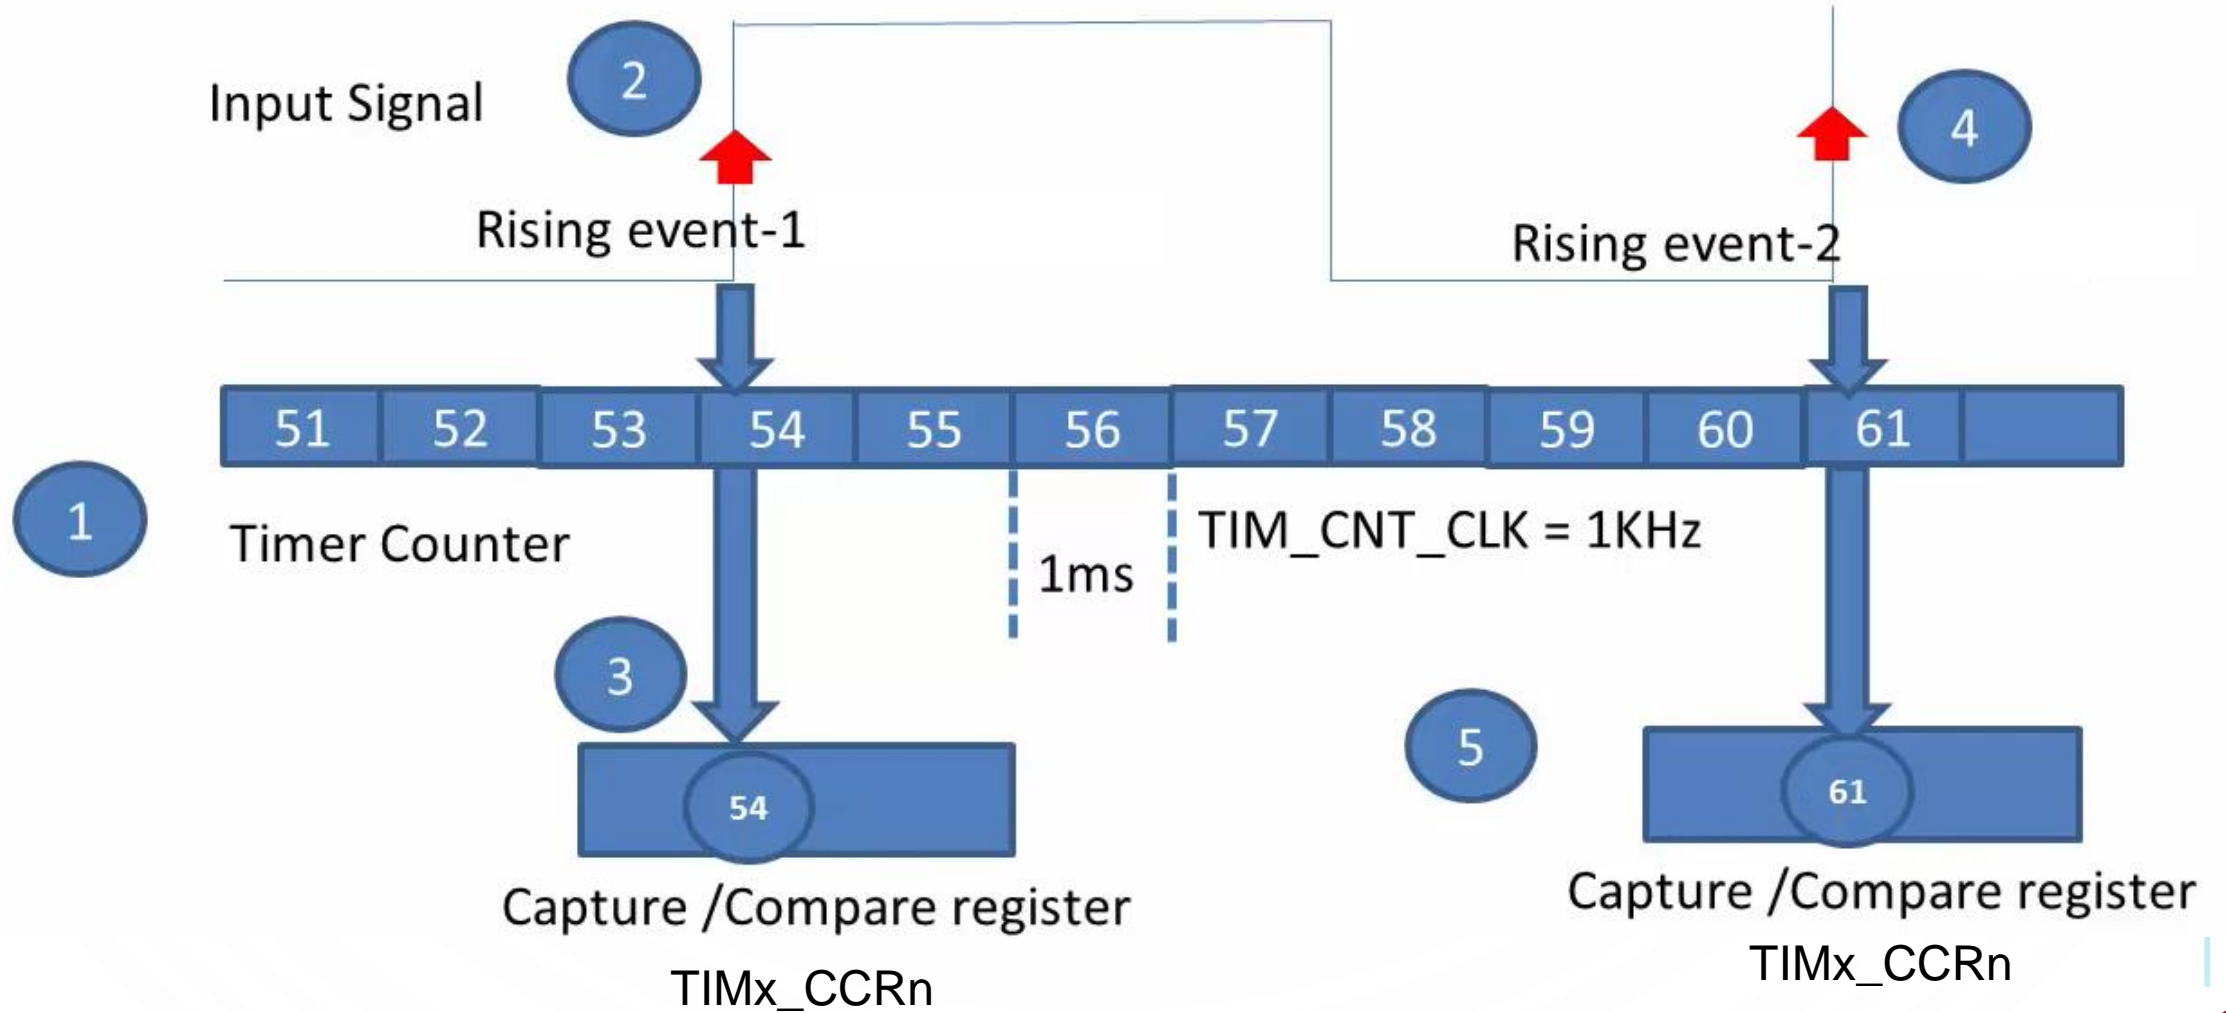 2
Input Signal
4
Rising event-1
Rising event-2
51 52 53 54 55 56 57 58 59 60 61
1
Timer Counter
TIM_CNT_CLK = 1KHz
1ms
3
5
54
61
Capture /Compare register
TIMx_CCRn
Capture /Compare register
TIMx_CCRn